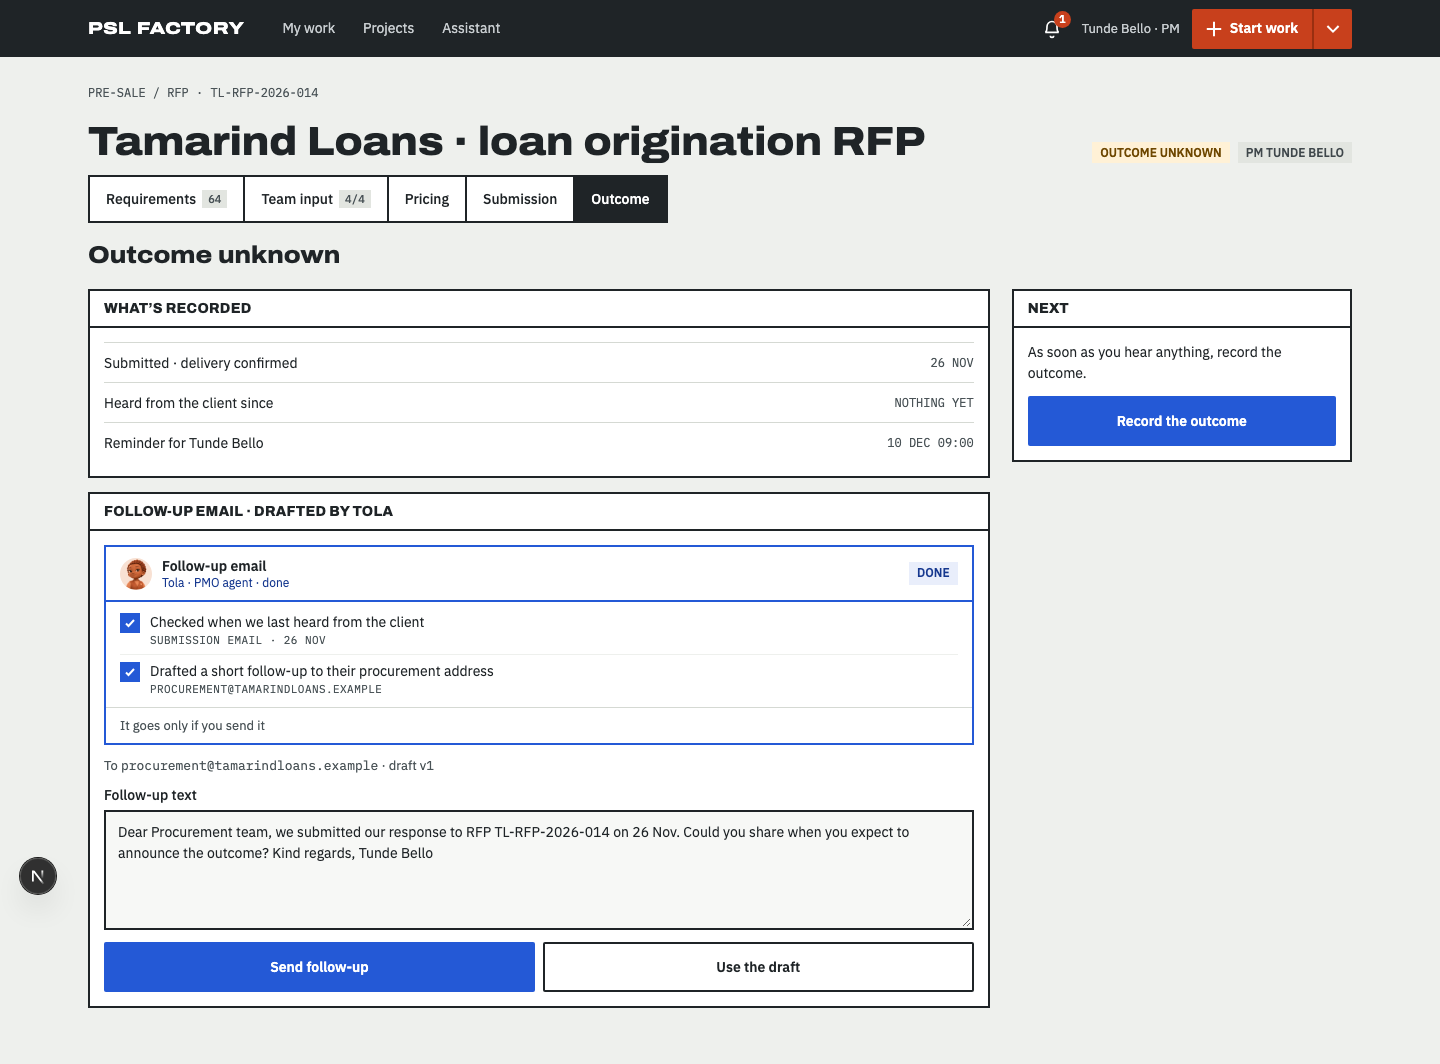 PSL FACTORY
My work
Projects
Assistant
1
Tunde Bello · PM
Start work
PRE-SALE / RFP · TL-RFP-2026-014
Tamarind Loans · loan origination RFP
OUTCOME UNKNOWN
PM TUNDE BELLO
Requirements 64
Team input 4/4
Pricing
Submission
Outcome
Outcome unknown
WHAT’S RECORDED
Submitted · delivery confirmed 26 NOV
Heard from the client since NOTHING YET
Reminder for Tunde Bello 10 DEC 09:00
NEXT
As soon as you hear anything, record the
outcome.
Record the outcome
FOLLOW-UP EMAIL · DRAFTED BY TOLA
Follow-up email
Tola · PMO agent · done
DONE
Checked when we last heard from the client
SUBMISSION EMAIL · 26 NOV
Drafted a short follow-up to their procurement address
PROCUREMENT@TAMARINDLOANS.EXAMPLE
It goes only if you send it
To procurement@tamarindloans.example · draft v1
Follow-up text
Dear Procurement team, we submitted our response to RFP TL-RFP-2026-014 on 26 Nov. Could you share when you expect to
announce the outcome? Kind regards, Tunde Bello
Send follow-up
Use the draft
N